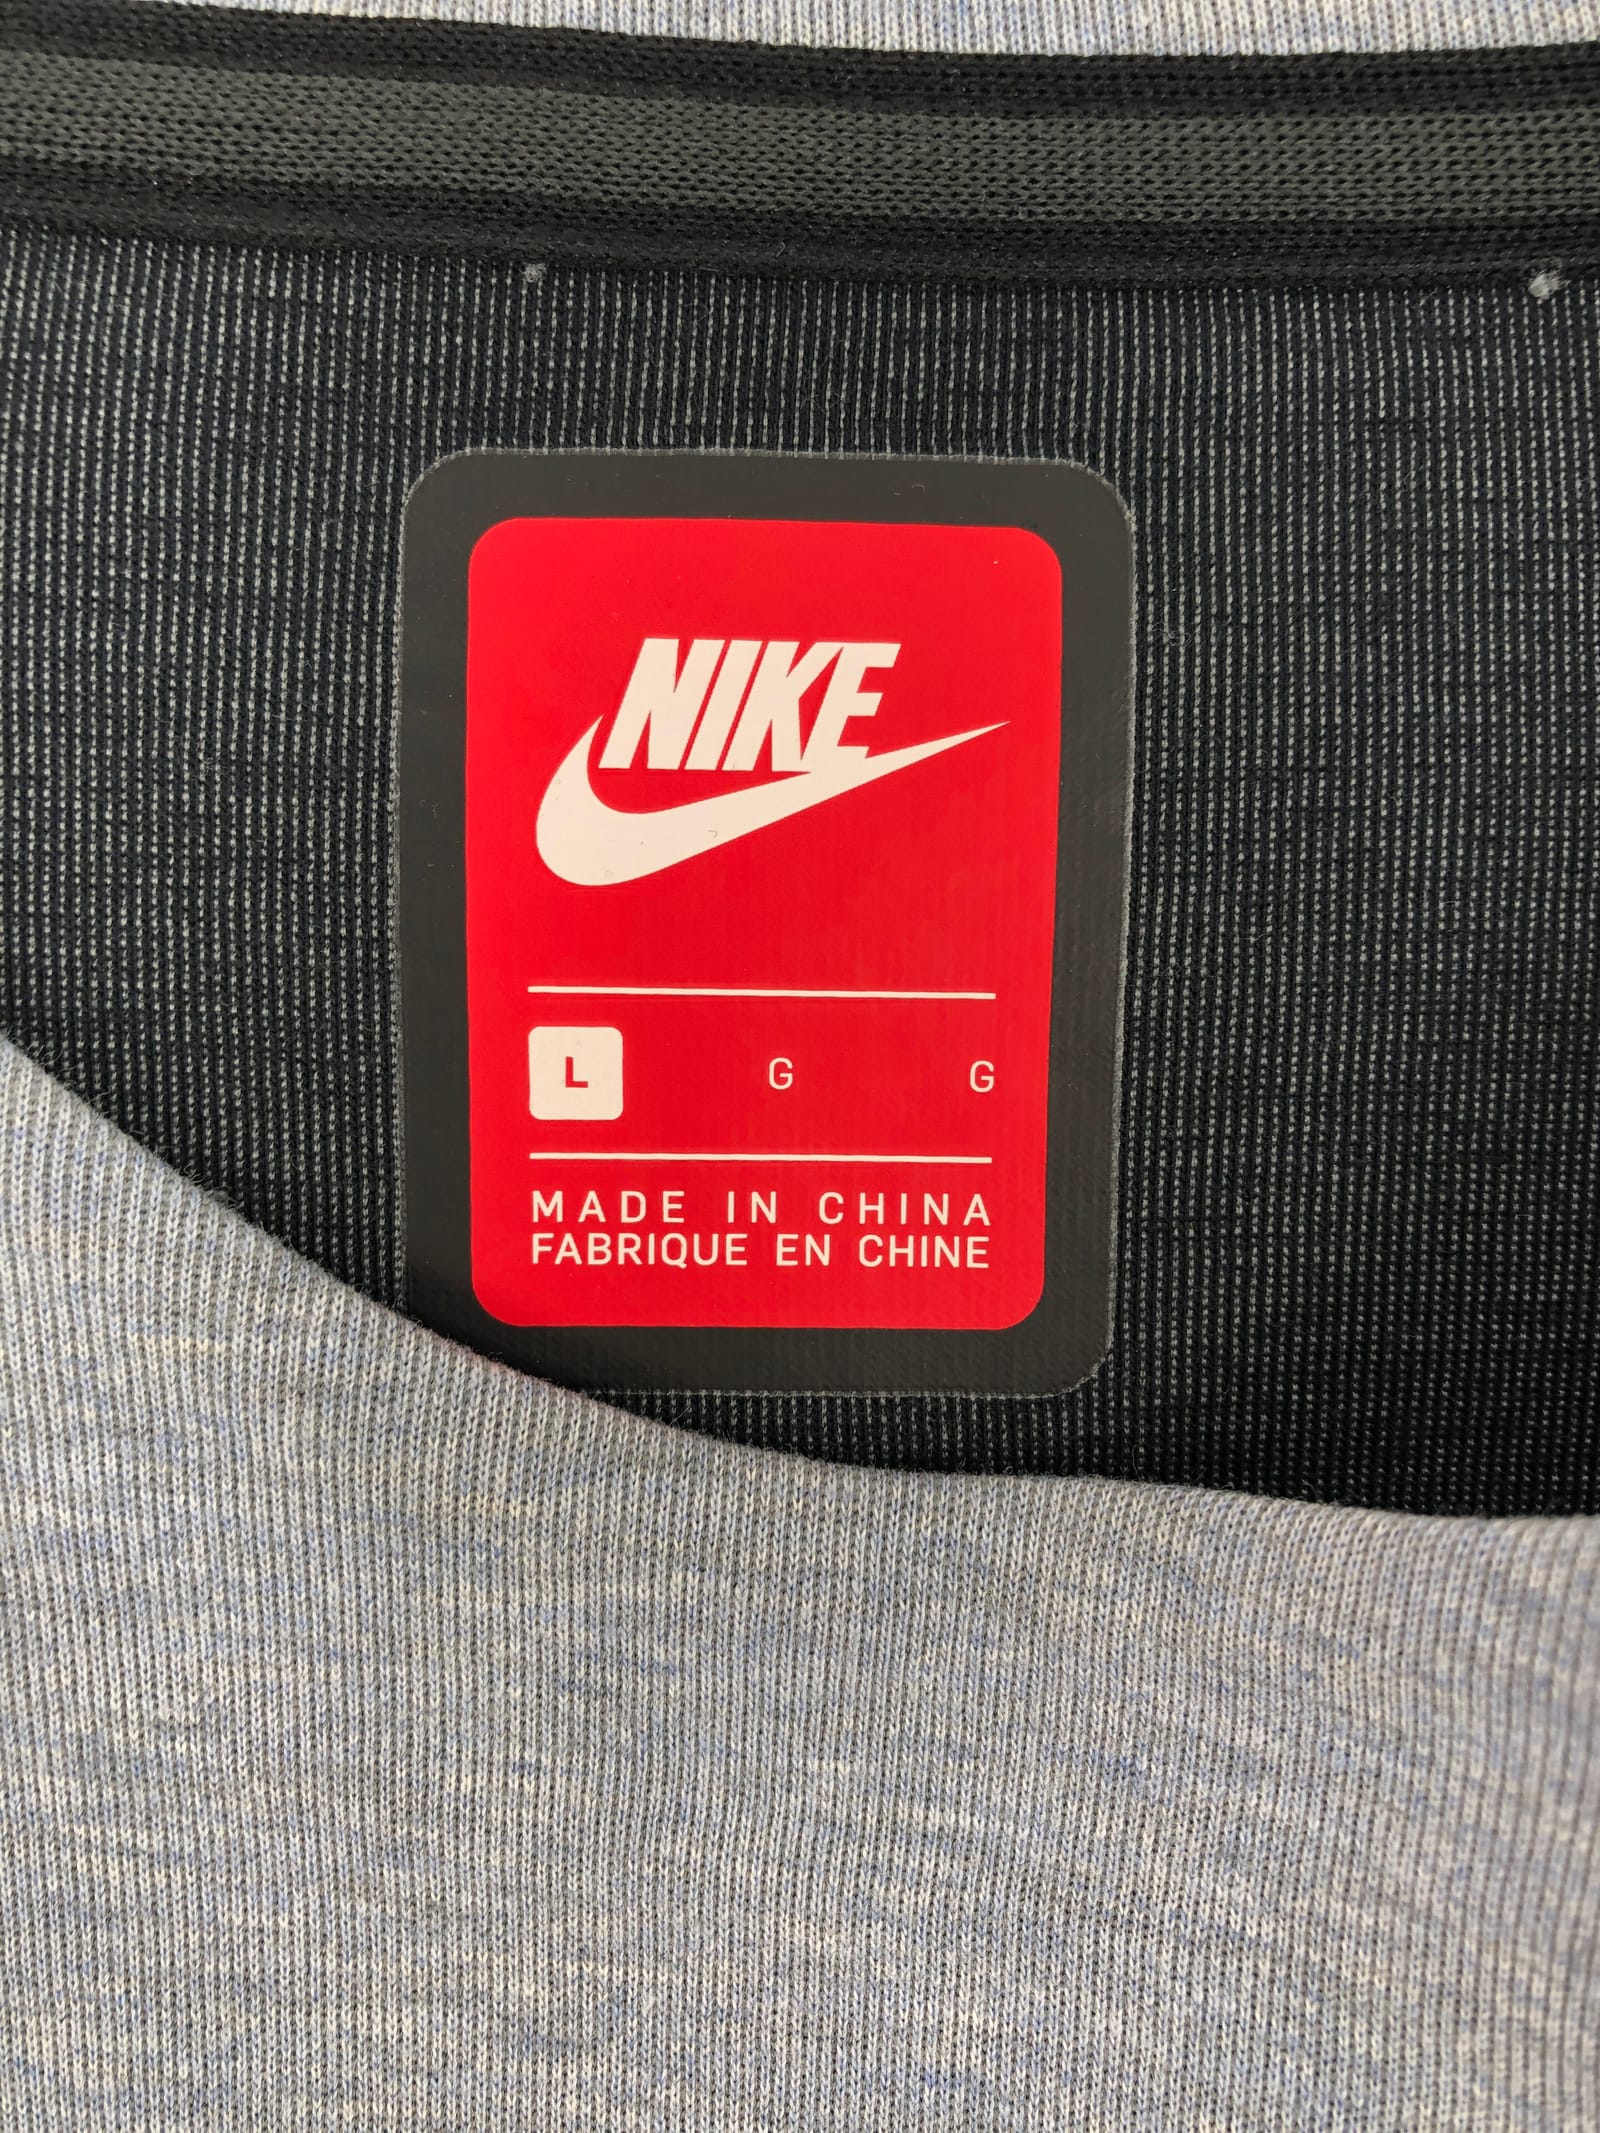 NIKE
L G G
MADE IN CHINA
FABRIQUE EN CHINE